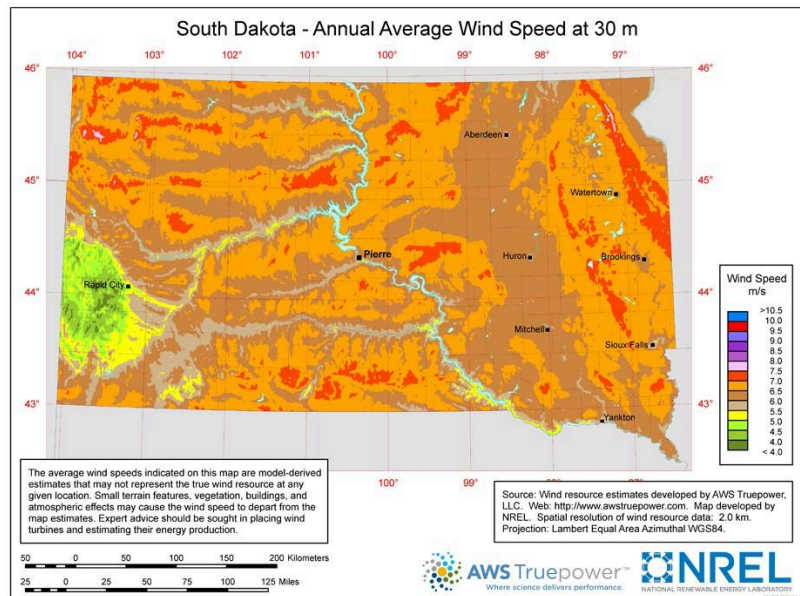 South Dakota - Annual Average Wind Speed at 30 m
104° 103° 102° 101° 100° 99° 98° 97°
46° 46°
Aberdeen
45° 45°
Watertown
Pierre
Huron
Brookings
44° 44°
Rapid City
Mitchell
Sioux Falls
43° 43°
Yankton
100° 99° 98° 97°
Wind Speed
m/s
>10.5
10.0
9.5
9.0
8.5
8.0
7.5
7.0
6.5
6.0
5.5
5.0
4.5
4.0
< 4.0
The average wind speeds indicated on this map are model-derived
estimates that may not represent the true wind resource at any
given location. Small terrain features, vegetation, buildings, and
atmospheric effects may cause the wind speed to depart from the
map estimates. Expert advice should be sought in placing wind
turbines and estimating their energy production.
Source: Wind resource estimates developed by AWS Truepower,
LLC. Web: http://www.awstruepower.com. Map developed by
NREL. Spatial resolution of wind resource data: 2.0 km.
Projection: Lambert Equal Area Azimuthal WGS84.
50 0 50 100 150 200 Kilometers
25 0 25 50 75 100 125 Miles
AWS Truepower™
Where science delivers performance.
NREL
NATIONAL RENEWABLE ENERGY LABORATORY